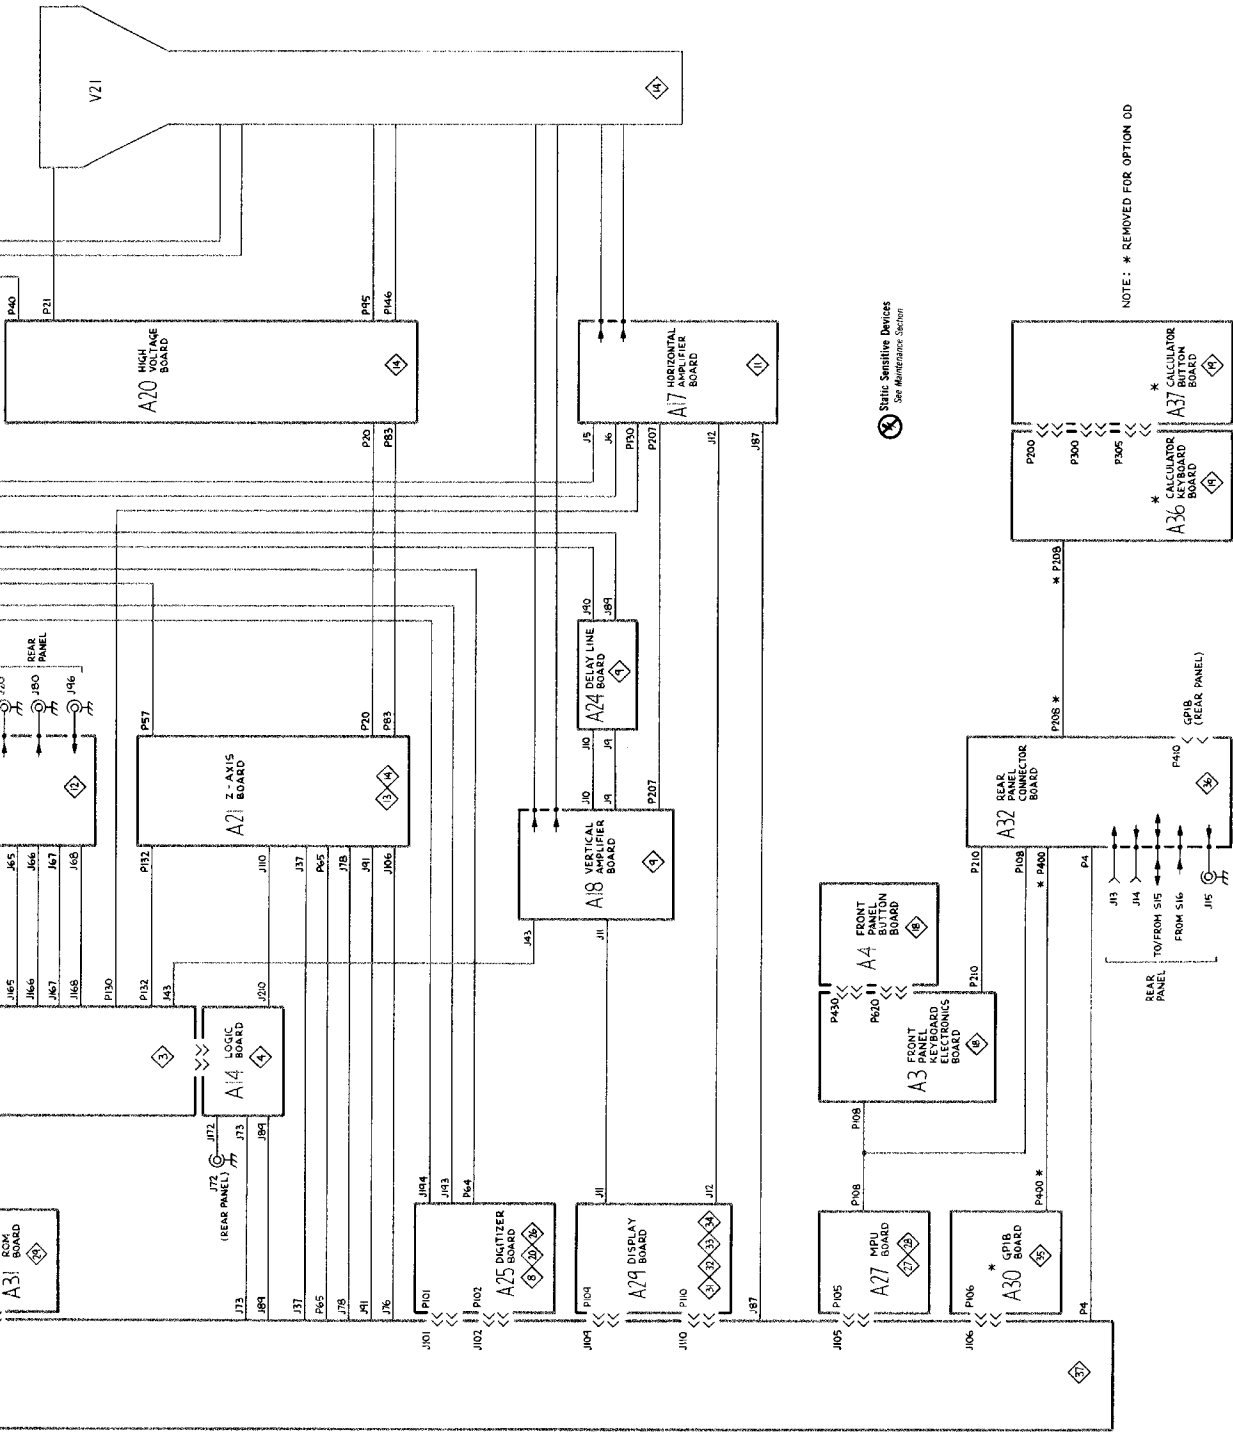 V21
14
NOTE: * REMOVED FOR OPTION OD
P40
P21
P95
P146
A20 HIGH
VOLTAGE
BOARD
14
P20
P83
A17 HORIZONTAL
AMPLIFIER
BOARD
11
J5
J6
P130
P207
J12
J87
Static Sensitive Devices
See Maintenance Section
*
A37 CALCULATOR
BUTTON
BOARD
19
P200
P300
P305
*
A36 CALCULATOR
KEYBOARD
BOARD
19
* P208
REAR
PANEL
J80
J96
12
J65
J66
J67
J68
P57
P20
P83
A21 Z-AXIS
BOARD
13
14
P132
J110
J37
P65
J78
J91
J106
J90
J89
A24 DELAY LINE
BOARD
9
J10
J9
J10
J9
P207
A18 VERTICAL
AMPLIFIER
BOARD
9
J43
J11
P208 *
GPIB
(REAR PANEL)
P410
A32 REAR
PANEL
CONNECTOR
BOARD
36
P210
P108
* P400
P4
J13
J14
TO/FROM S15
FROM S16
J15
REAR
PANEL
A4 FRONT
PANEL
BUTTON
BOARD
18
P430
P620
P210
A3 FRONT
PANEL
KEYBOARD
ELECTRONICS
BOARD
18
P108
J165
J166
J167
J168
P130
P132
J43
J210
3
A14 LOGIC
BOARD
4
J172
J73
J89
J72
(REAR PANEL)
A31 ROM
BOARD
29
J73
J89
J37
P65
J78
J91
J76
J194
J193
P64
A25 DIGITIZER
BOARD
8
20
26
P101
P102
J101
J102
J11
J12
A29 DISPLAY
BOARD
31
32
33
34
P109
P110
J109
J110
J87
P108
A27 MPU
BOARD
27
28
P105
J105
P400 *
*
A30 GPIB
BOARD
35
P106
J106
P4
37